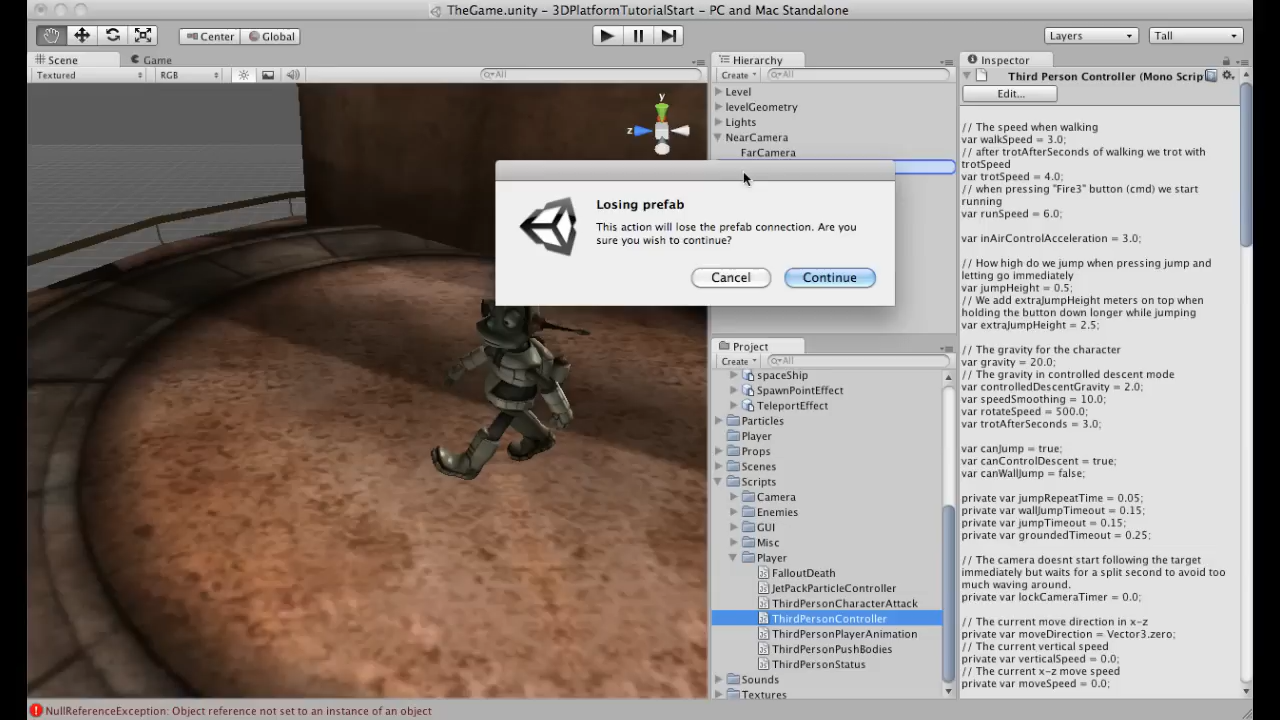 TheGame.unity - 3DPlatformTutorialStart - PC and Mac Standalone
Center
Global
Layers
Tall
Scene
Game
Textured
RGB
All
Hierarchy
Create
All
Level
levelGeometry
Lights
NearCamera
FarCamera
Losing prefab
This action will lose the prefab connection. Are you
sure you wish to continue?
Cancel
Continue
Project
Create
All
spaceShip
SpawnPointEffect
TeleportEffect
Particles
Player
Props
Scenes
Scripts
Camera
Enemies
GUI
Misc
Player
FalloutDeath
JetPackParticleController
ThirdPersonCharacterAttack
ThirdPersonController
ThirdPersonPlayerAnimation
ThirdPersonPushBodies
ThirdPersonStatus
Sounds
Textures
Inspector
Third Person Controller (Mono Scrip
Edit...
// The speed when walking
var walkSpeed = 3.0;
// after trotAfterSeconds of walking we trot with
trotSpeed
var trotSpeed = 4.0;
// when pressing "Fire3" button (cmd) we start
running
var runSpeed = 6.0;
var inAirControlAcceleration = 3.0;
// How high do we jump when pressing jump and
letting go immediately
var jumpHeight = 0.5;
// We add extraJumpHeight meters on top when
holding the button down longer while jumping
var extraJumpHeight = 2.5;
// The gravity for the character
var gravity = 20.0;
// The gravity in controlled descent mode
var controlledDescentGravity = 2.0;
var speedSmoothing = 10.0;
var rotateSpeed = 500.0;
var trotAfterSeconds = 3.0;
var canJump = true;
var canControlDescent = true;
var canWallJump = false;
private var jumpRepeatTime = 0.05;
private var wallJumpTimeout = 0.15;
private var jumpTimeout = 0.15;
private var groundedTimeout = 0.25;
// The camera doesnt start following the target
immediately but waits for a split second to avoid too
much waving around.
private var lockCameraTimer = 0.0;
// The current move direction in x-z
private var moveDirection = Vector3.zero;
// The current vertical speed
private var verticalSpeed = 0.0;
// The current x-z move speed
private var moveSpeed = 0.0;
y
z
NullReferenceException: Object reference not set to an instance of an object